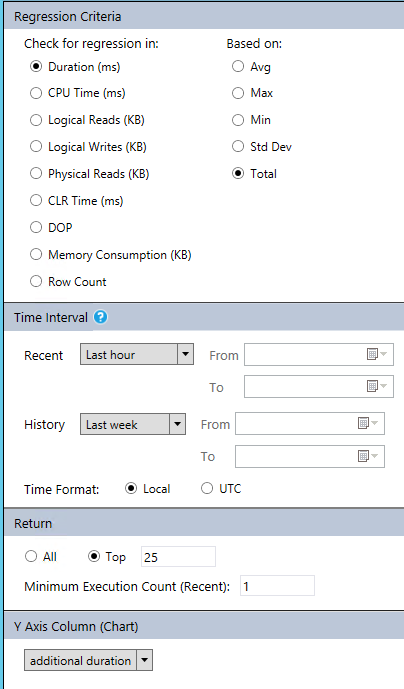 Regression Criteria
Check for regression in: Based on:
Duration (ms) Avg
CPU Time (ms) Max
Logical Reads (KB) Min
Logical Writes (KB) Std Dev
Physical Reads (KB) Total
CLR Time (ms)
DOP
Memory Consumption (KB)
Row Count
Time Interval ?
Recent Last hour From
To
History Last week From
To
Time Format: Local UTC
Return
All Top 25
Minimum Execution Count (Recent): 1
Y Axis Column (Chart)
additional duration